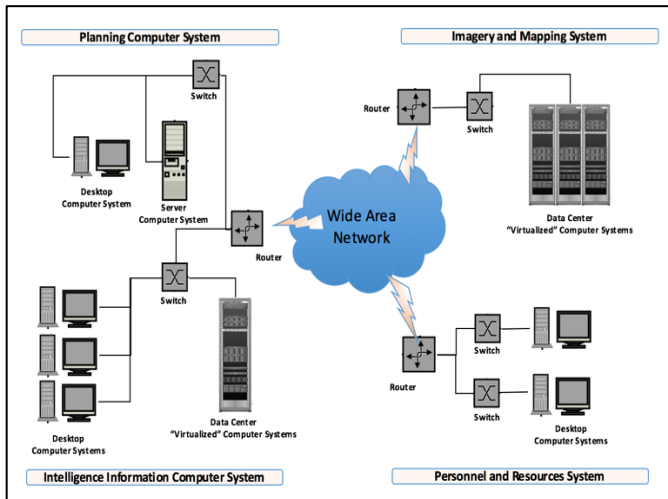 Planning Computer System
Switch
Desktop
Computer System
Server
Computer System
Router
Switch
Desktop
Computer Systems
Data Center
"Virtualized" Computer Systems
Intelligence Information Computer System
Wide Area
Network
Imagery and Mapping System
Router
Switch
Data Center
"Virtualized" Computer Systems
Router
Switch
Switch
Desktop
Computer Systems
Personnel and Resources System